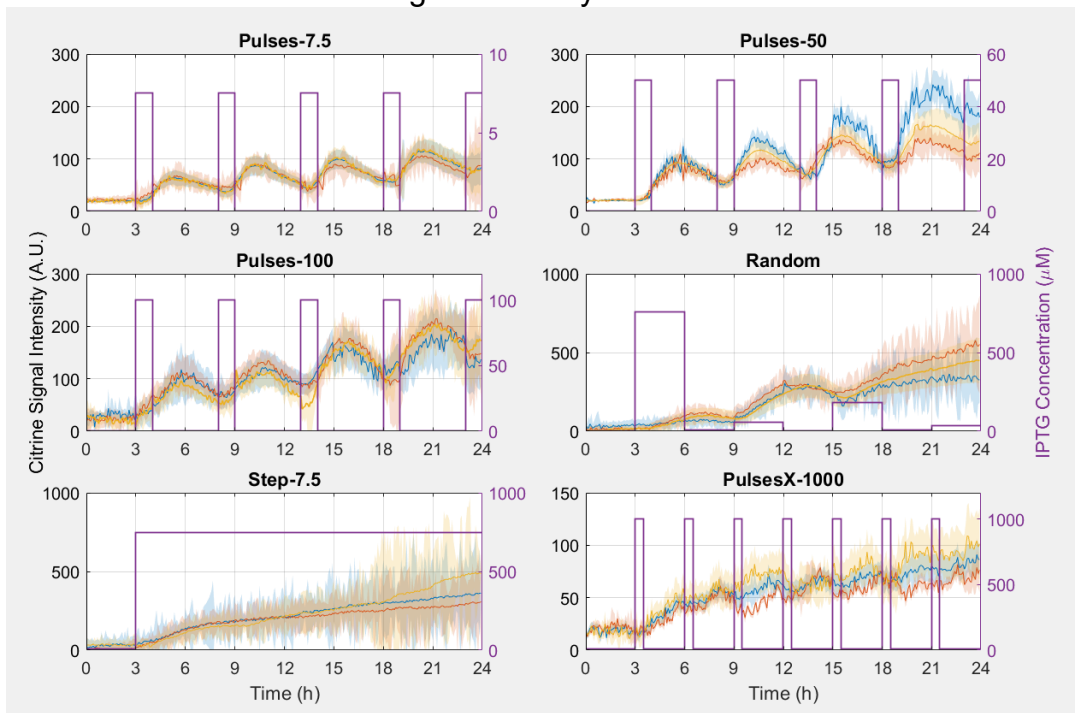 Pulses-7.5
300
200
100
0
10
5
0
0 3 6 9 12 15 18 21 24
Pulses-50
300
200
100
0
60
40
20
0
0 3 6 9 12 15 18 21 24
Pulses-100
300
200
100
0
100
50
0
0 3 6 9 12 15 18 21 24
Random
1000
500
0
1000
500
0
0 3 6 9 12 15 18 21 24
Citrine Signal Intensity (A.U.)
IPTG Concentration (μM)
Step-7.5
1000
500
0
1000
500
0
0 3 6 9 12 15 18 21 24
Time (h)
PulsesX-1000
150
100
50
0
1000
500
0
0 3 6 9 12 15 18 21 24
Time (h)